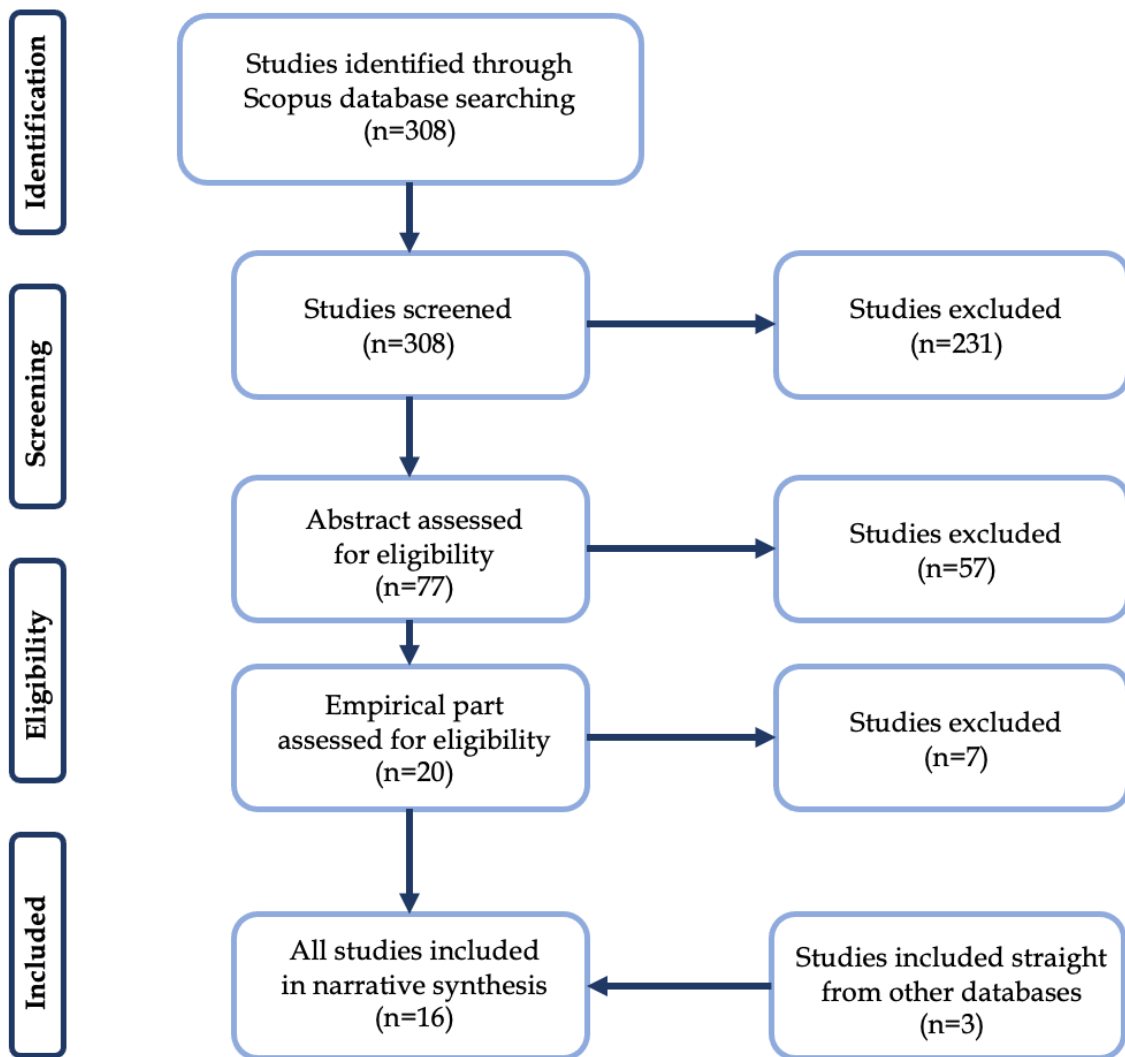 Identification
Studies identified through
Scopus database searching
(n=308)
Screening
Studies screened
(n=308)
Studies excluded
(n=231)
Abstract assessed
for eligibility
(n=77)
Studies excluded
(n=57)
Eligibility
Empirical part
assessed for eligibility
(n=20)
Studies excluded
(n=7)
Included
All studies included
in narrative synthesis
(n=16)
Studies included straight
from other databases
(n=3)